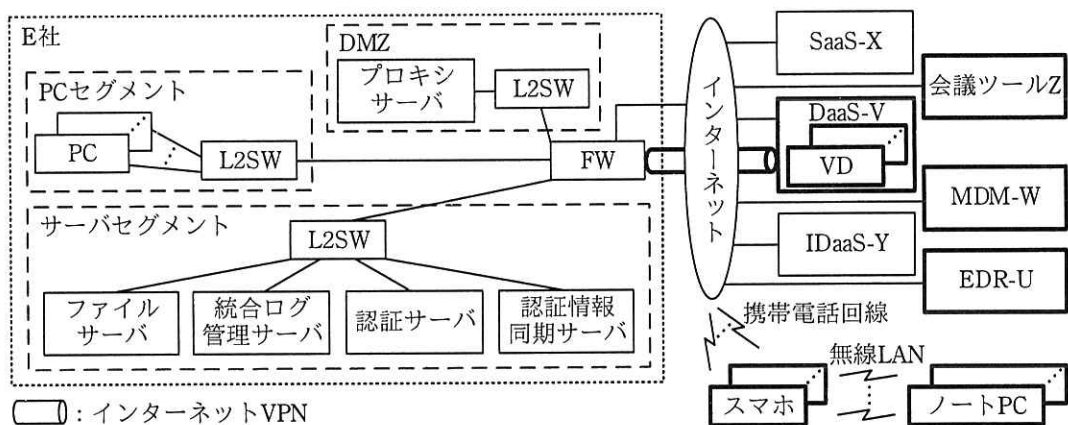 E社
DMZ
プロキシ
サーバ
L2SW
PCセグメント
PC
L2SW
FW
サーバセグメント
L2SW
ファイル
サーバ
統合ログ
管理サーバ
認証サーバ
認証情報
同期サーバ
インターネット
SaaS-X
会議ツールZ
DaaS-V
VD
MDM-W
IDaaS-Y
EDR-U
携帯電話回線
無線LAN
スマホ
ノートPC
:インターネットVPN